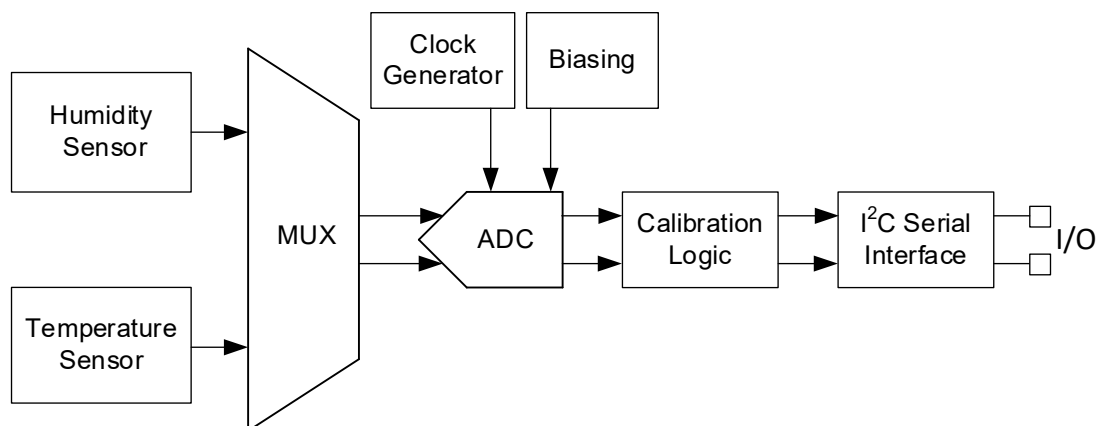 Clock
Generator
Biasing
Humidity
Sensor
MUX
ADC
Calibration
Logic
I²C Serial
Interface
I/O
Temperature
Sensor